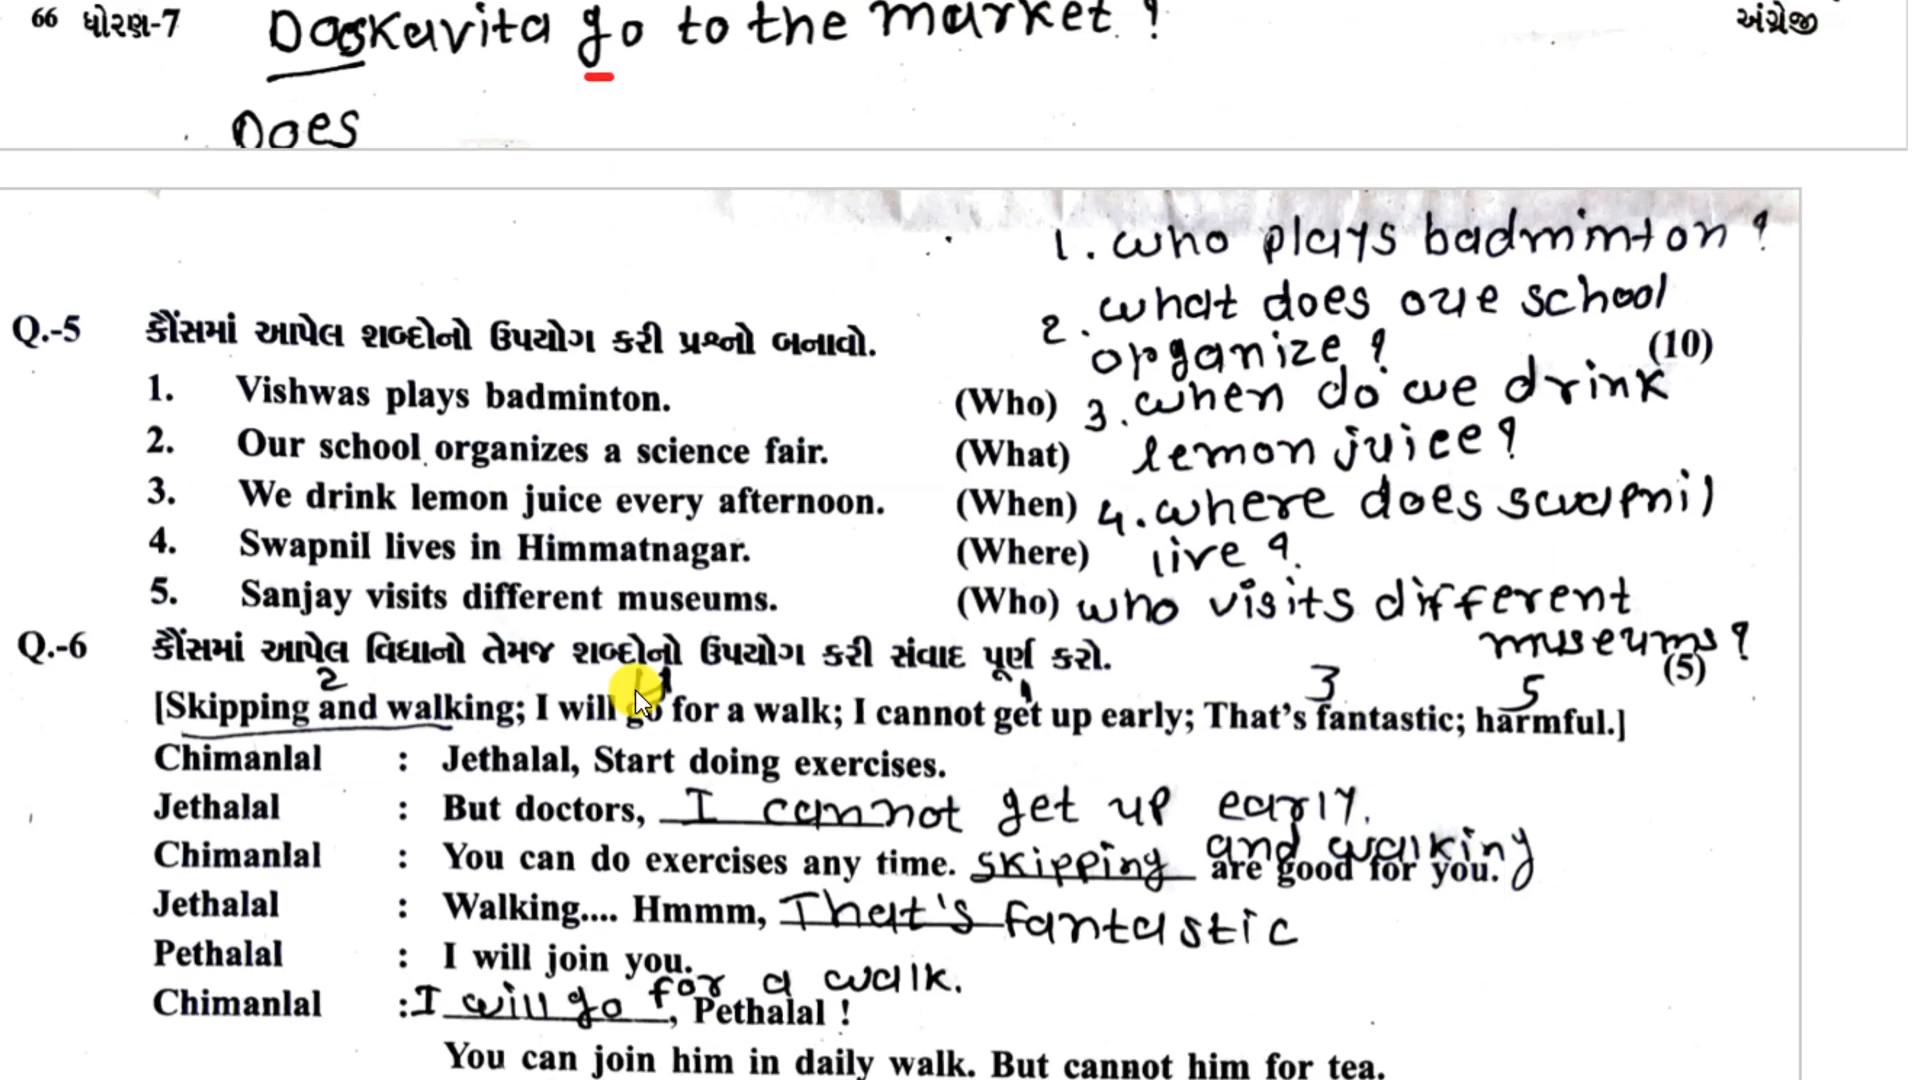 66 ધોરણ-7
Does Kavita go to the market ?
અંગ્રેજી
Does
1. who plays badminton ?
2. what does our school
organize ?
Q.-5 કૌંસમાં આપેલ શબ્દોનો ઉપયોગ કરી પ્રશ્નો બનાવો. (10)
1. Vishwas plays badminton. (Who) 3. when do we drink
2. Our school organizes a science fair. (What) lemon juice ?
3. We drink lemon juice every afternoon. (When) 4. where does swapnil
4. Swapnil lives in Himmatnagar. (Where) live ?
5. Sanjay visits different museums. (Who) who visits different
museums ?
Q.-6 કૌંસમાં આપેલ વિધાનો તેમજ શબ્દોનો ઉપયોગ કરી સંવાદ પૂર્ણ કરો. (5)
2 4 1 3 5
[Skipping and walking; I will go for a walk; I cannot get up early; That's fantastic; harmful.]
Chimanlal : Jethalal, Start doing exercises.
Jethalal : But doctors, I cannot get up early.
Chimanlal : You can do exercises any time. skipping and walking are good for you.
Jethalal : Walking.... Hmmm, That's fantastic
Pethalal : I will join you.
Chimanlal : I will go for a walk. , Pethalal !
You can join him in daily walk. But cannot him for tea.